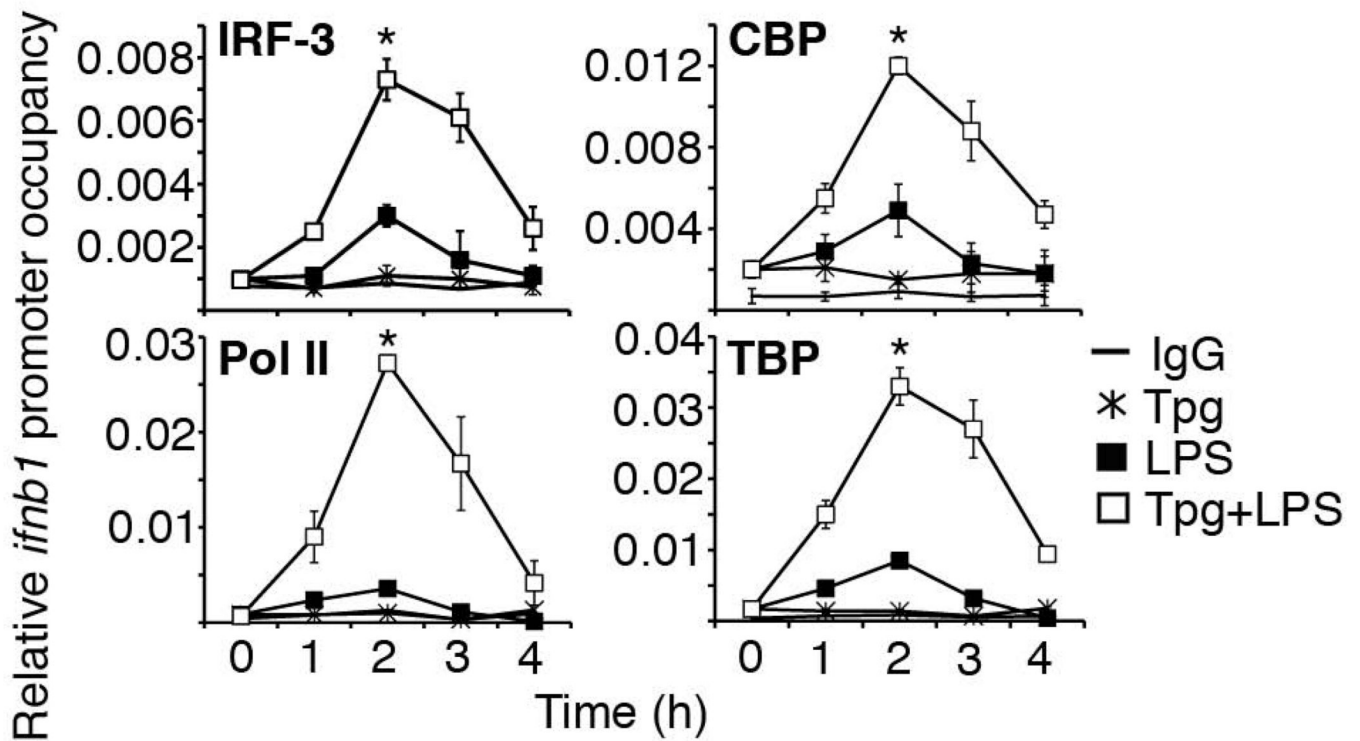 Relative ifnb1 promoter occupancy
IRF-3
*
0.008
0.006
0.004
0.002
CBP
*
0.012
0.008
0.004
Pol II
*
0.03
0.02
0.01
0 1 2 3 4
TBP
*
0.04
0.03
0.02
0.01
0 1 2 3 4
Time (h)
IgG
Tpg
LPS
Tpg+LPS